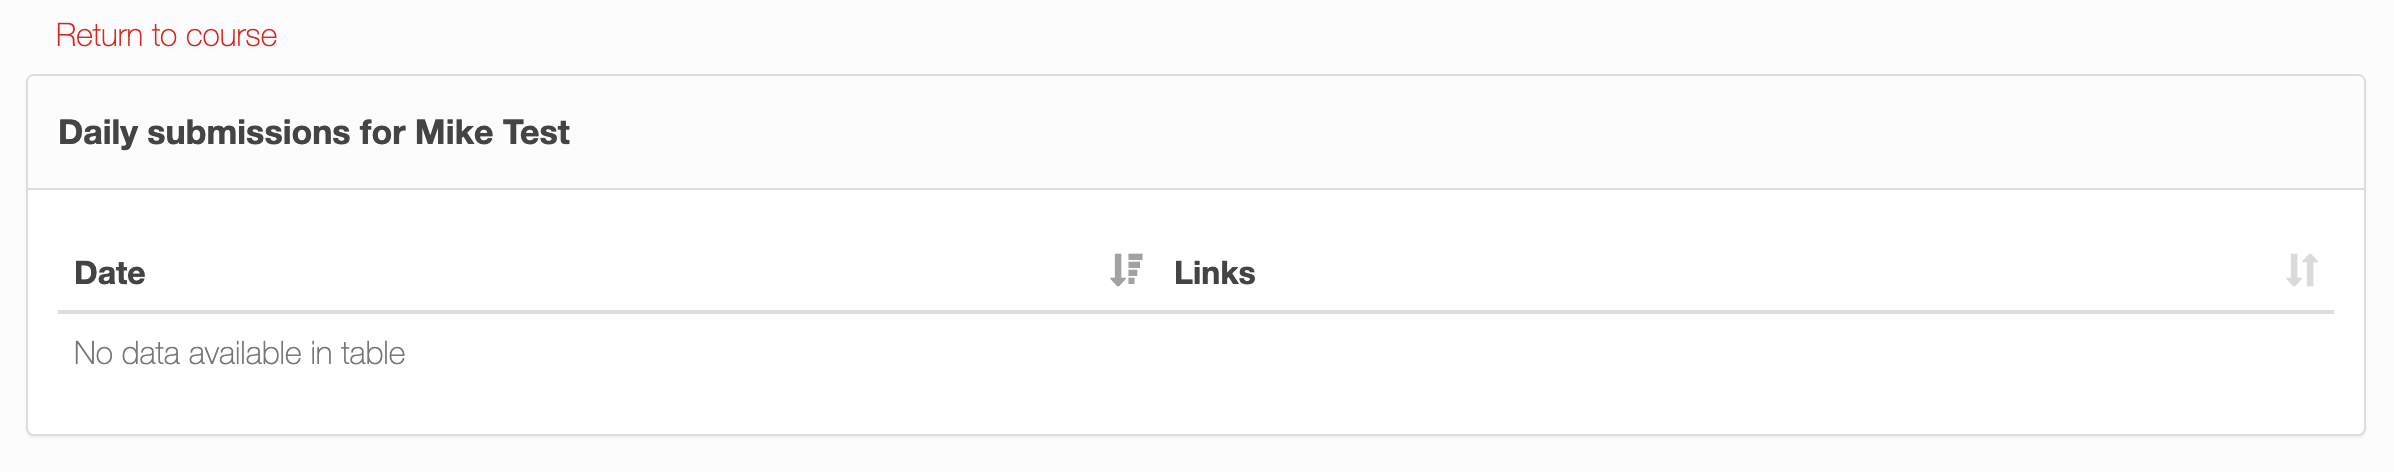 Return to course
Daily submissions for Mike Test
Date Links
No data available in table